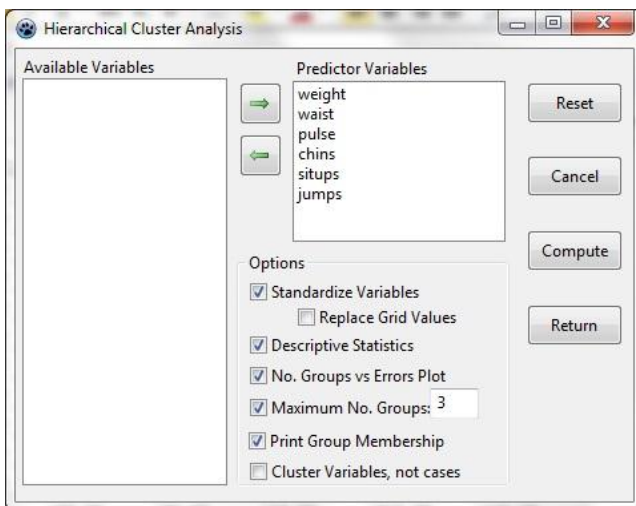 Hierarchical Cluster Analysis
Available Variables
Predictor Variables
weight
waist
pulse
chins
situps
jumps
Reset
Cancel
Compute
Return
Options
Standardize Variables
Replace Grid Values
Descriptive Statistics
No. Groups vs Errors Plot
Maximum No. Groups: 3
Print Group Membership
Cluster Variables, not cases